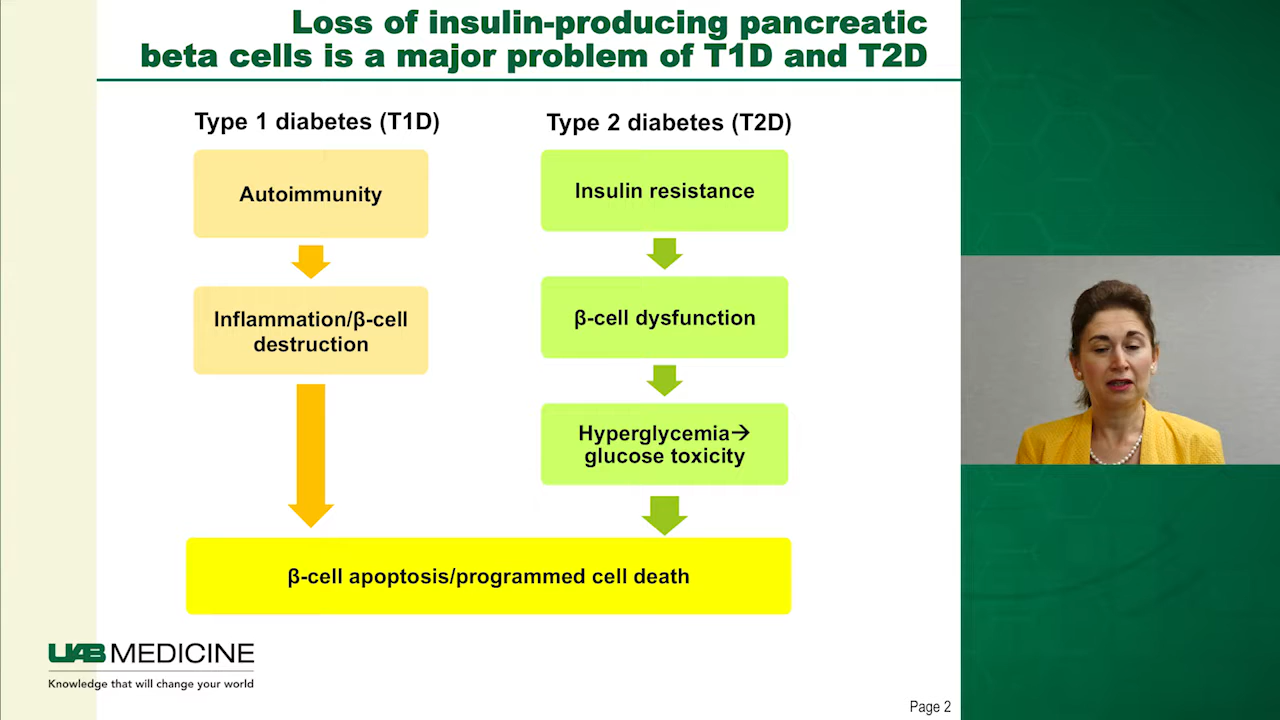 Loss of insulin-producing pancreatic
beta cells is a major problem of T1D and T2D
Type 1 diabetes (T1D)
Autoimmunity
Inflammation/β-cell
destruction
Type 2 diabetes (T2D)
Insulin resistance
β-cell dysfunction
Hyperglycemia→
glucose toxicity
β-cell apoptosis/programmed cell death
UAB MEDICINE
Knowledge that will change your world
Page 2